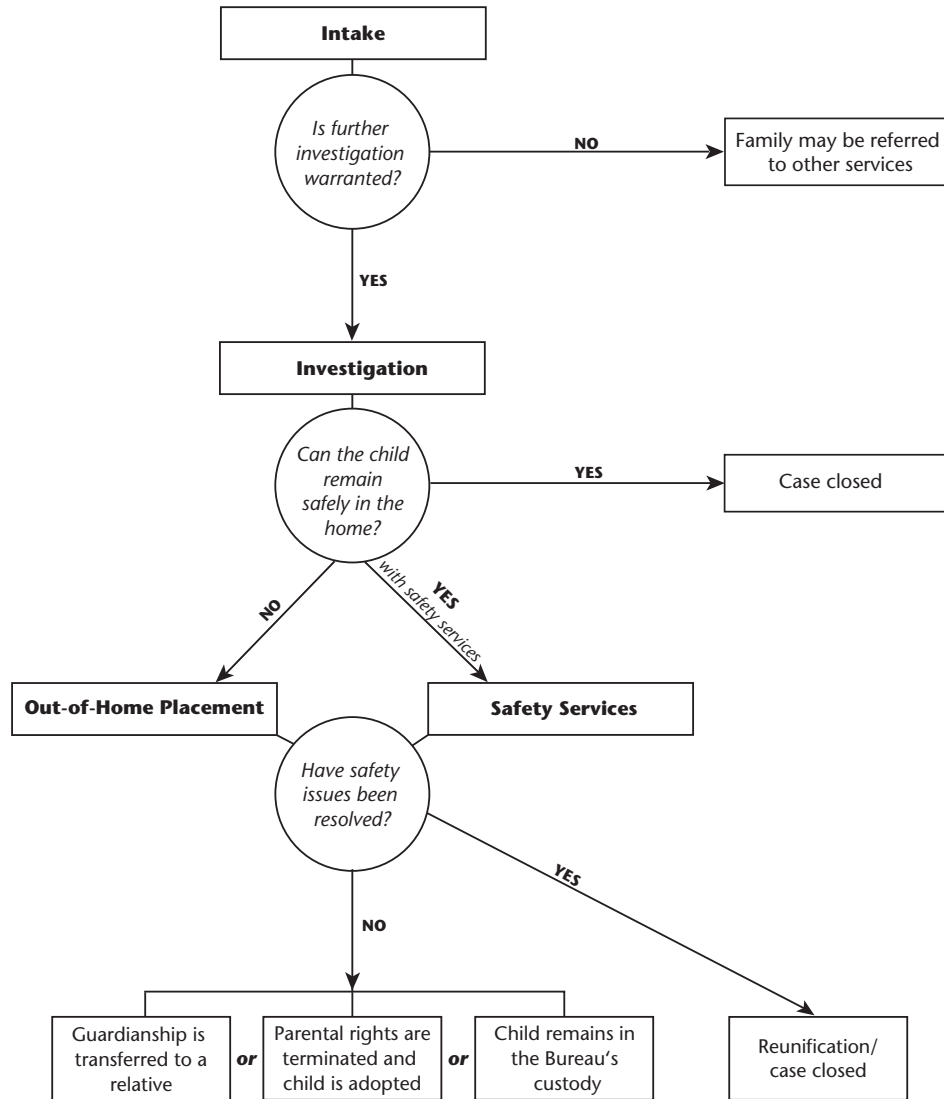 Intake
Is further
investigation
warranted?
NO
Family may be referred
to other services
YES
Investigation
Can the child
remain
safely in the
home?
YES
Case closed
NO
YES
with safety services
Out-of-Home Placement
Safety Services
Have safety
issues been
resolved?
YES
NO
Guardianship is
transferred to a
relative
or
Parental rights are
terminated and
child is adopted
or
Child remains in
the Bureau's
custody
Reunification/
case closed